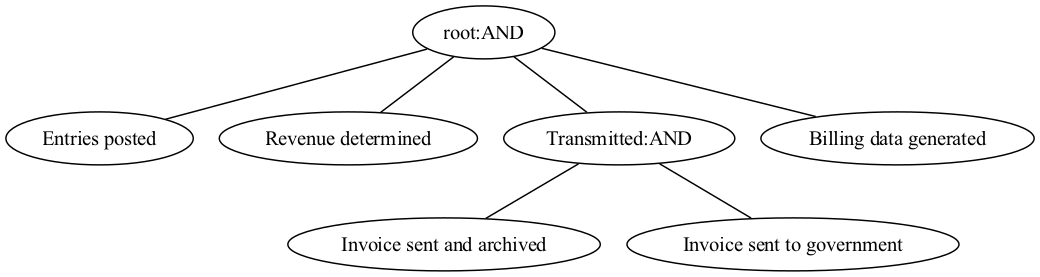 root:AND
Entries posted
Revenue determined
Transmitted:AND
Billing data generated
Invoice sent and archived
Invoice sent to government